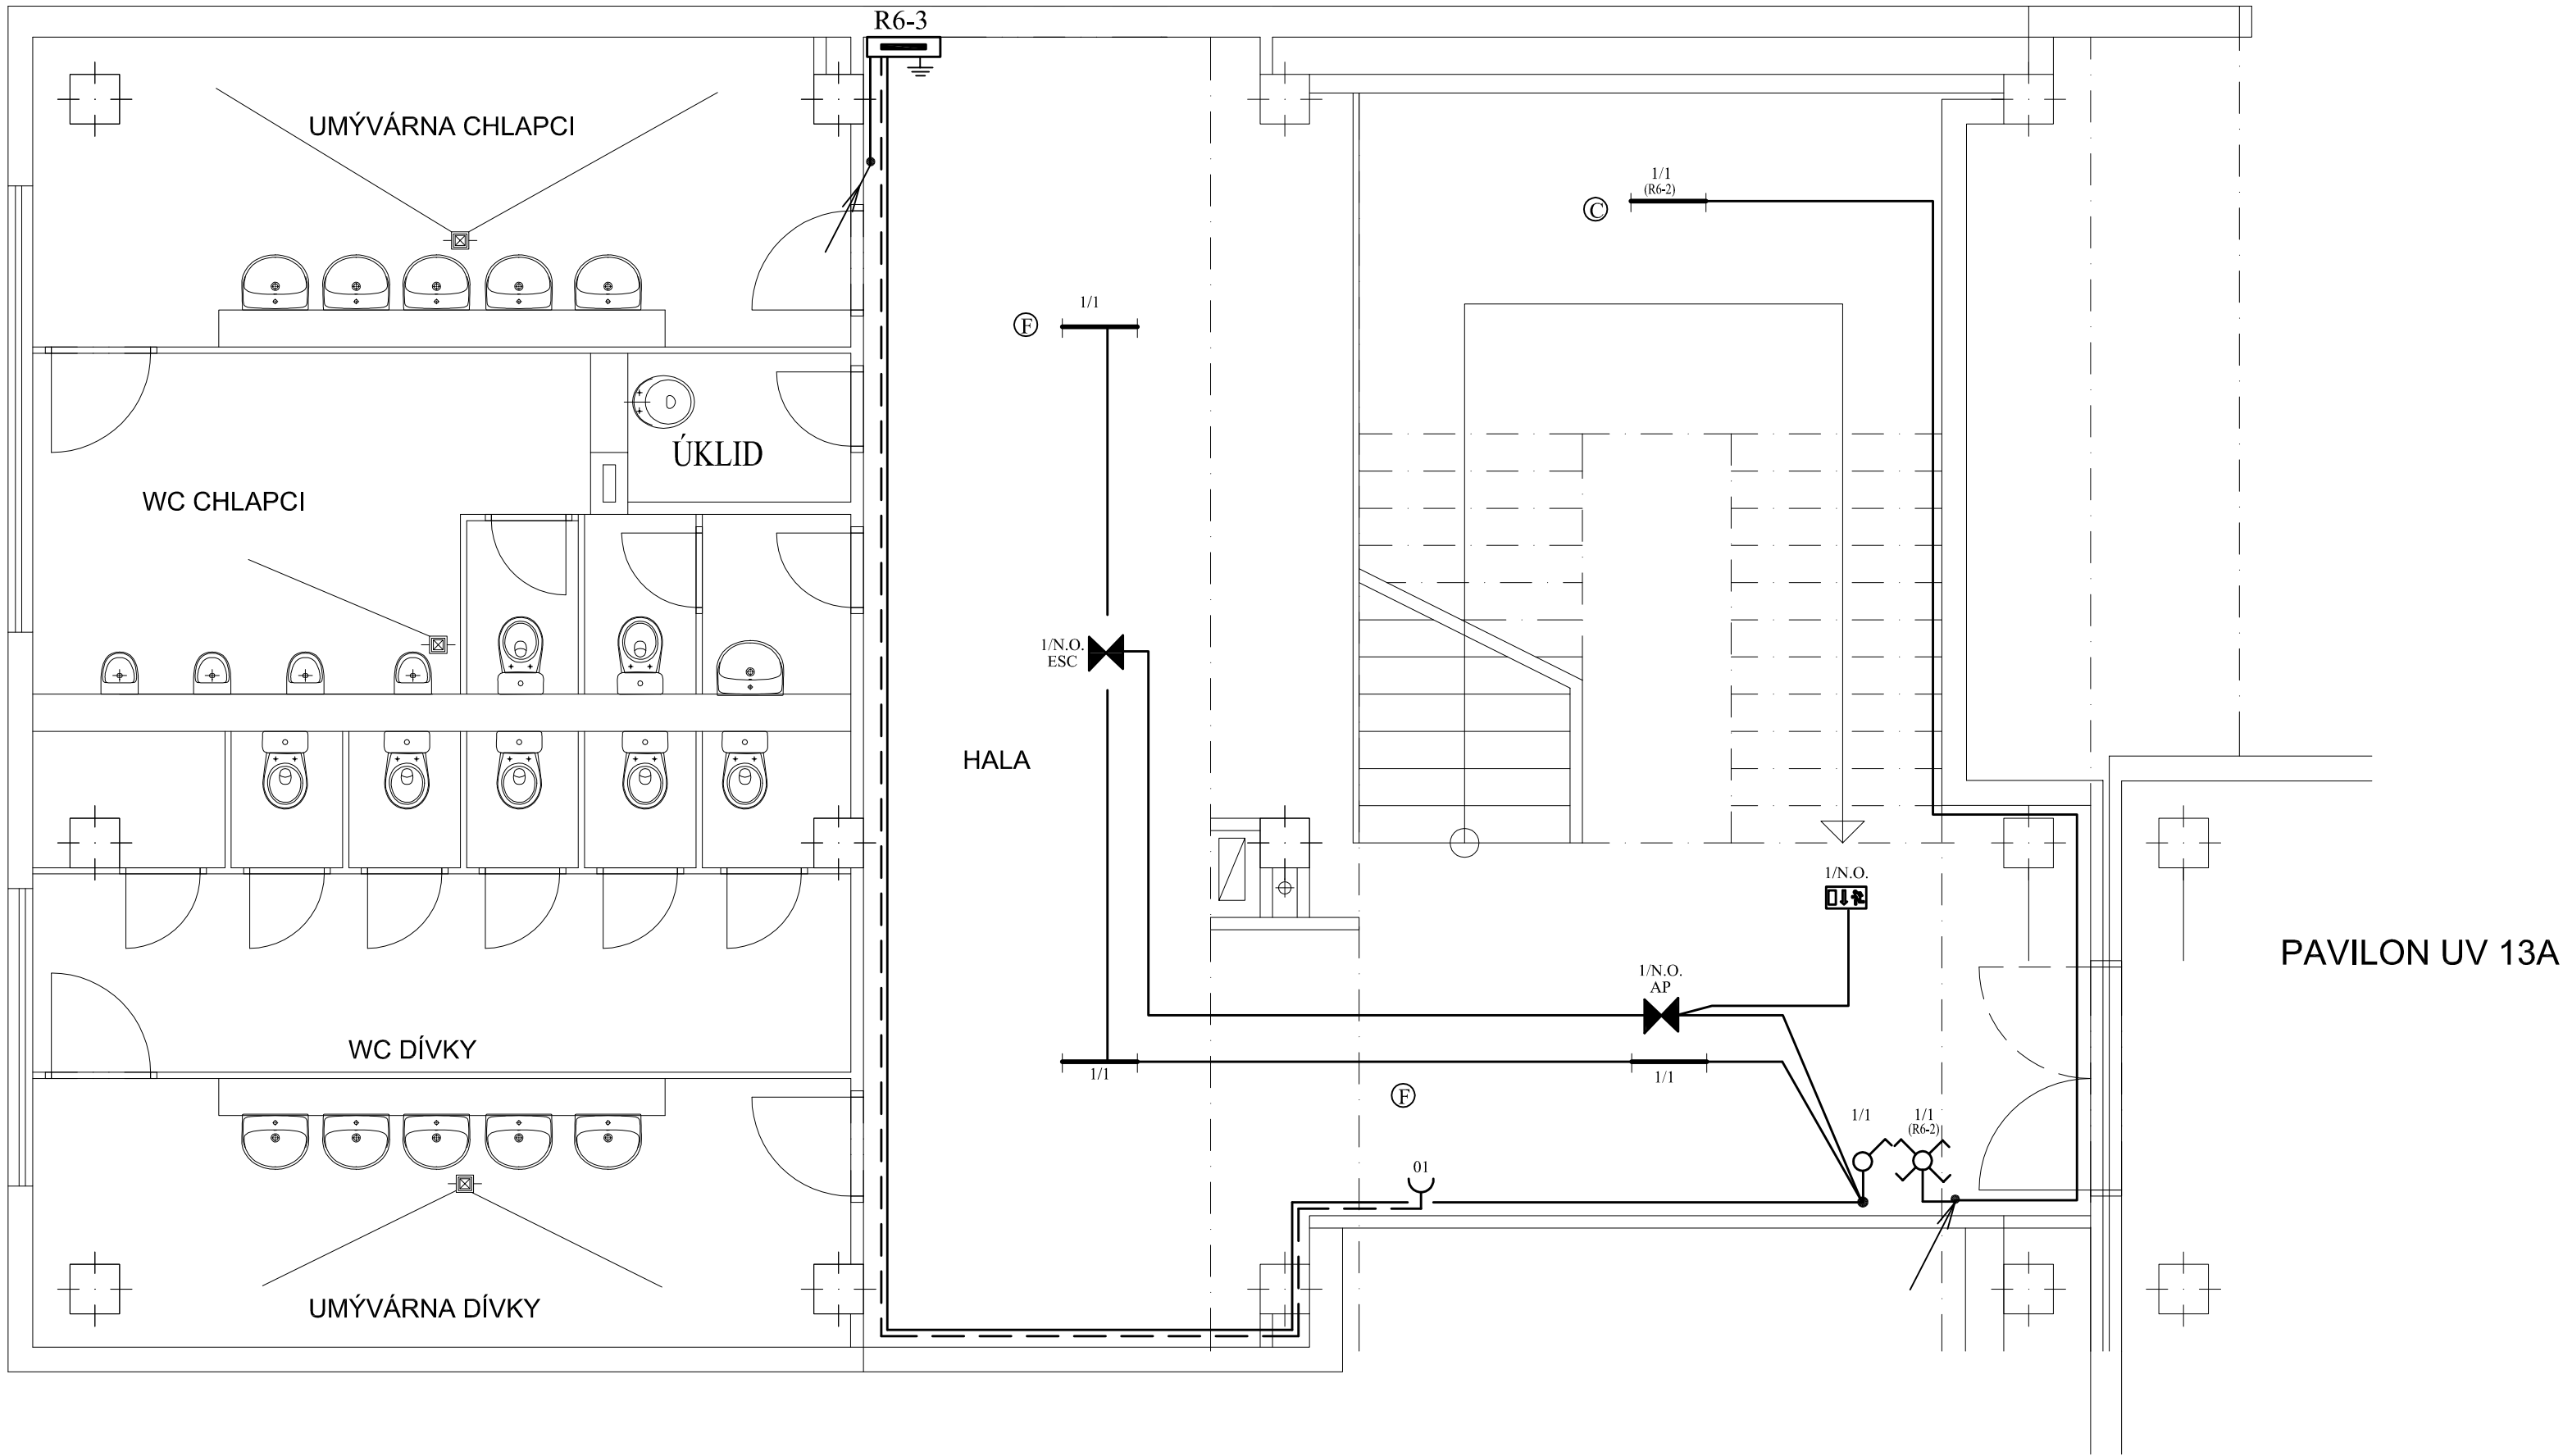 R6-3
UMÝVÁRNA CHLAPCI
1/1
(R6-2)
C
1/1
F
ÚKLID
WC CHLAPCI
1/N.O.
ESC
HALA
1/N.O.
PAVILON UV 13A
1/N.O.
AP
WC DÍVKY
1/1
1/1
F
1/1
1/1
(R6-2)
01
UMÝVÁRNA DÍVKY